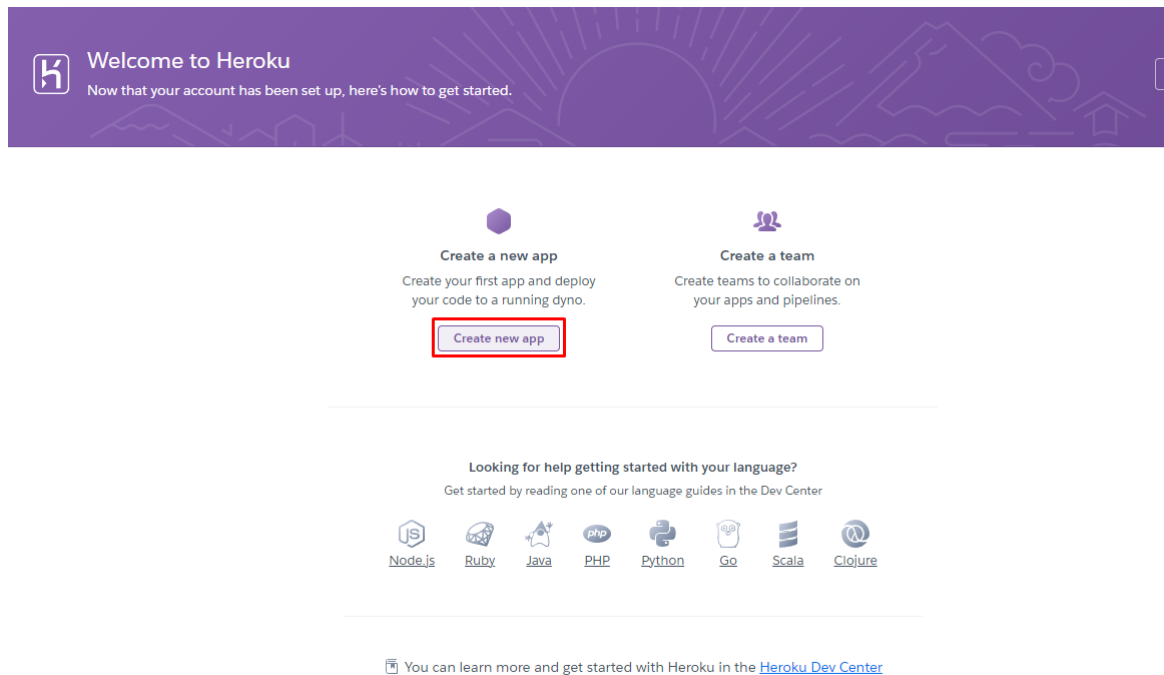 Welcome to Heroku
Now that your account has been set up, here's how to get started.
Create a new app
Create your first app and deploy
your code to a running dyno.
Create new app
Create a team
Create teams to collaborate on
your apps and pipelines.
Create a team
Looking for help getting started with your language?
Get started by reading one of our language guides in the Dev Center
JS
php
Node.js Ruby Java PHP Python Go Scala Clojure
You can learn more and get started with Heroku in the Heroku Dev Center